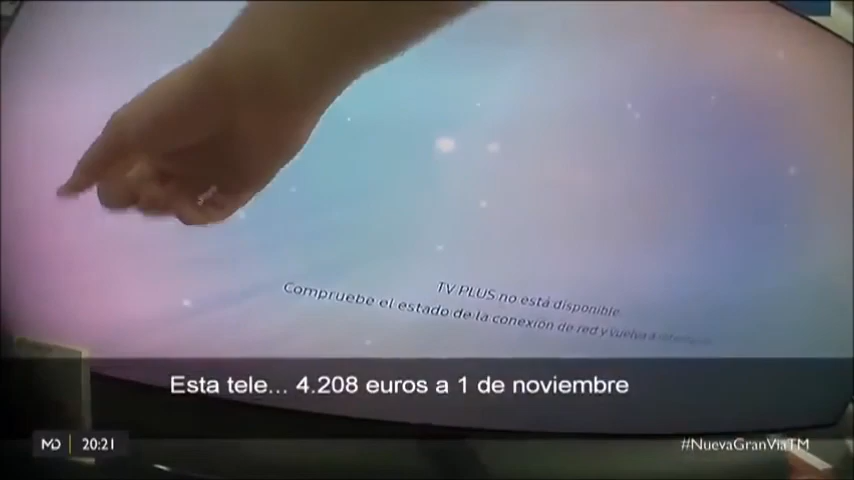 TV PLUS no está disponible
Compruebe el estado de la conexión de red y vuelva a
Esta tele... 4.208 euros a 1 de noviembre
MD 20:21
#NuevaGranVíaTM